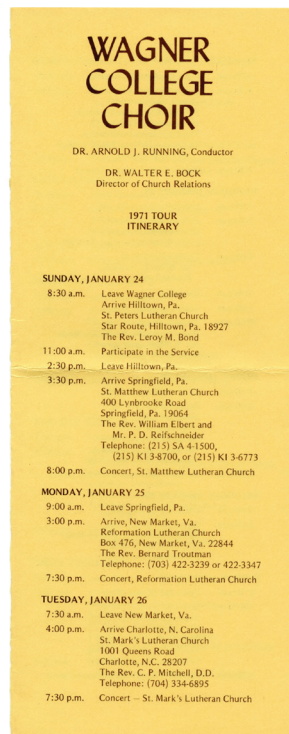 WAGNER
COLLEGE
CHOIR
DR. ARNOLD J. RUNNING, Conductor
DR. WALTER E. BOCK
Director of Church Relations
1971 TOUR
ITINERARY
SUNDAY, JANUARY 24
8:30 a.m. Leave Wagner College
Arrive Hilltown, Pa.
St. Peters Lutheran Church
Star Route, Hilltown, Pa. 18927
The Rev. Leroy M. Bond
11:00 a.m. Participate in the Service
2:30 p.m. Leave Hilltown, Pa.
3:30 p.m. Arrive Springfield, Pa.
St. Matthew Lutheran Church
400 Lynbrooke Road
Springfield, Pa. 19064
The Rev. William Elbert and
Mr. P. D. Reifschneider
Telephone: (215) SA 4-1500,
(215) KI 3-8700, or (215) KI 3-6773
8:00 p.m. Concert, St. Matthew Lutheran Church
MONDAY, JANUARY 25
9:00 a.m. Leave Springfield, Pa.
3:00 p.m. Arrive, New Market, Va.
Reformation Lutheran Church
Box 476, New Market, Va. 22844
The Rev. Bernard Troutman
Telephone: (703) 422-3239 or 422-3347
7:30 p.m. Concert, Reformation Lutheran Church
TUESDAY, JANUARY 26
7:30 a.m. Leave New Market, Va.
4:00 p.m. Arrive Charlotte, N. Carolina
St. Mark's Lutheran Church
1001 Queens Road
Charlotte, N.C. 28207
The Rev. C. P. Mitchell, D.D.
Telephone: (704) 334-6895
7:30 p.m. Concert — St. Mark's Lutheran Church